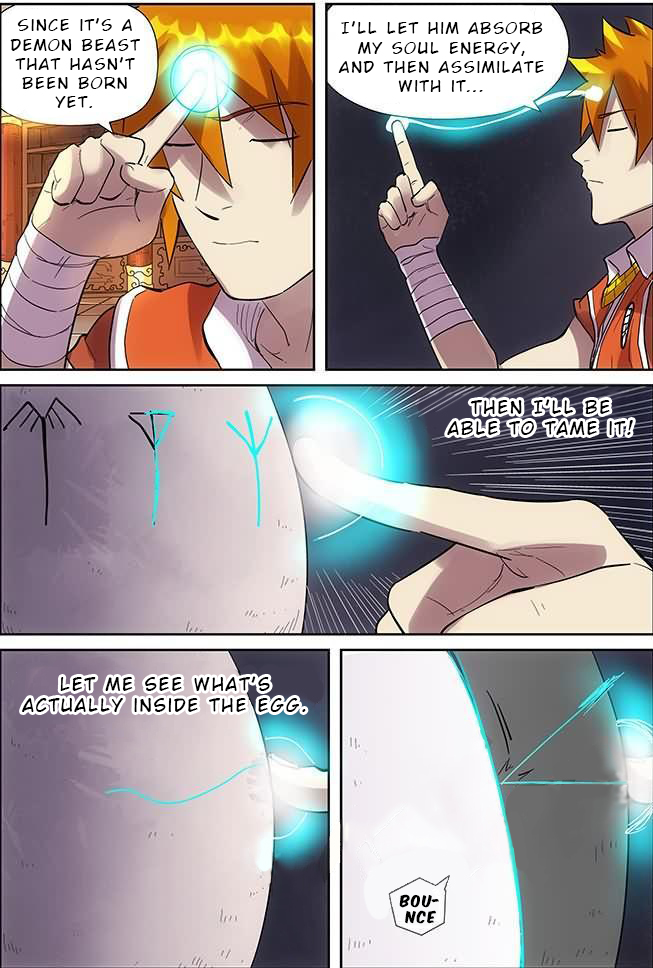 SINCE IT'S A
DEMON BEAST
THAT HASN'T
BEEN BORN
YET.
I'LL LET HIM ABSORB
MY SOUL ENERGY,
AND THEN ASSIMILATE
WITH IT...
THEN I'LL BE
ABLE TO TAME IT!
LET ME SEE WHAT'S
ACTUALLY INSIDE THE EGG.
BOU-
NCE